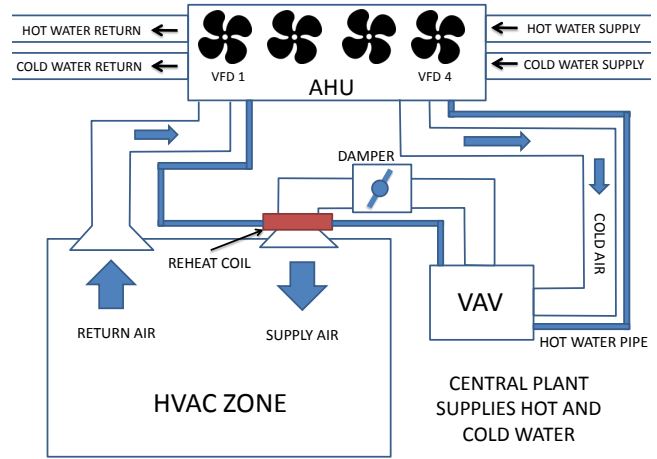 HOT WATER RETURN
HOT WATER SUPPLY
COLD WATER RETURN
VFD 1
VFD 4
COLD WATER SUPPLY
AHU
DAMPER
COLD AIR
REHEAT COIL
VAV
RETURN AIR
SUPPLY AIR
HOT WATER PIPE
HVAC ZONE
CENTRAL PLANT
SUPPLIES HOT AND
COLD WATER